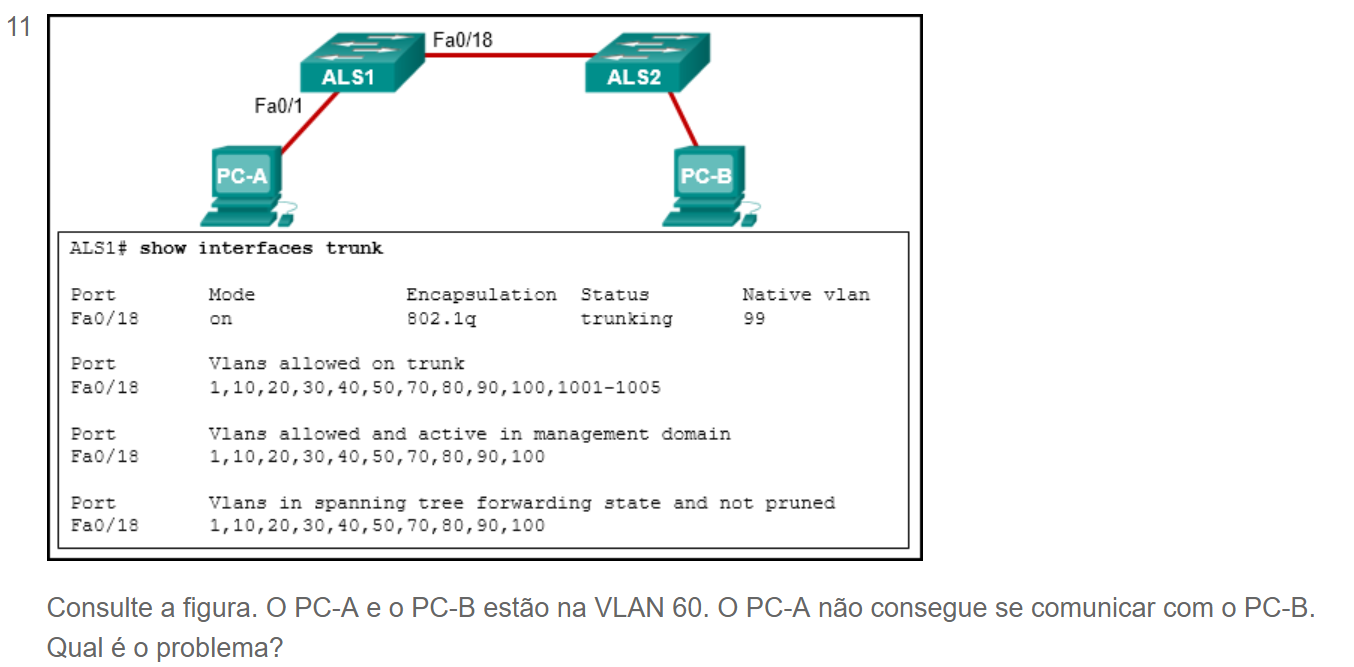 11
Fa0/18
ALS1
ALS2
Fa0/1
PC-A
PC-B
ALS1# show interfaces trunk
Port Mode Encapsulation Status Native vlan
Fa0/18 on 802.1q trunking 99
Port Vlans allowed on trunk
Fa0/18 1,10,20,30,40,50,70,80,90,100,1001-1005
Port Vlans allowed and active in management domain
Fa0/18 1,10,20,30,40,50,70,80,90,100
Port Vlans in spanning tree forwarding state and not pruned
Fa0/18 1,10,20,30,40,50,70,80,90,100
Consulte a figura. O PC-A e o PC-B estão na VLAN 60. O PC-A não consegue se comunicar com o PC-B.
Qual é o problema?